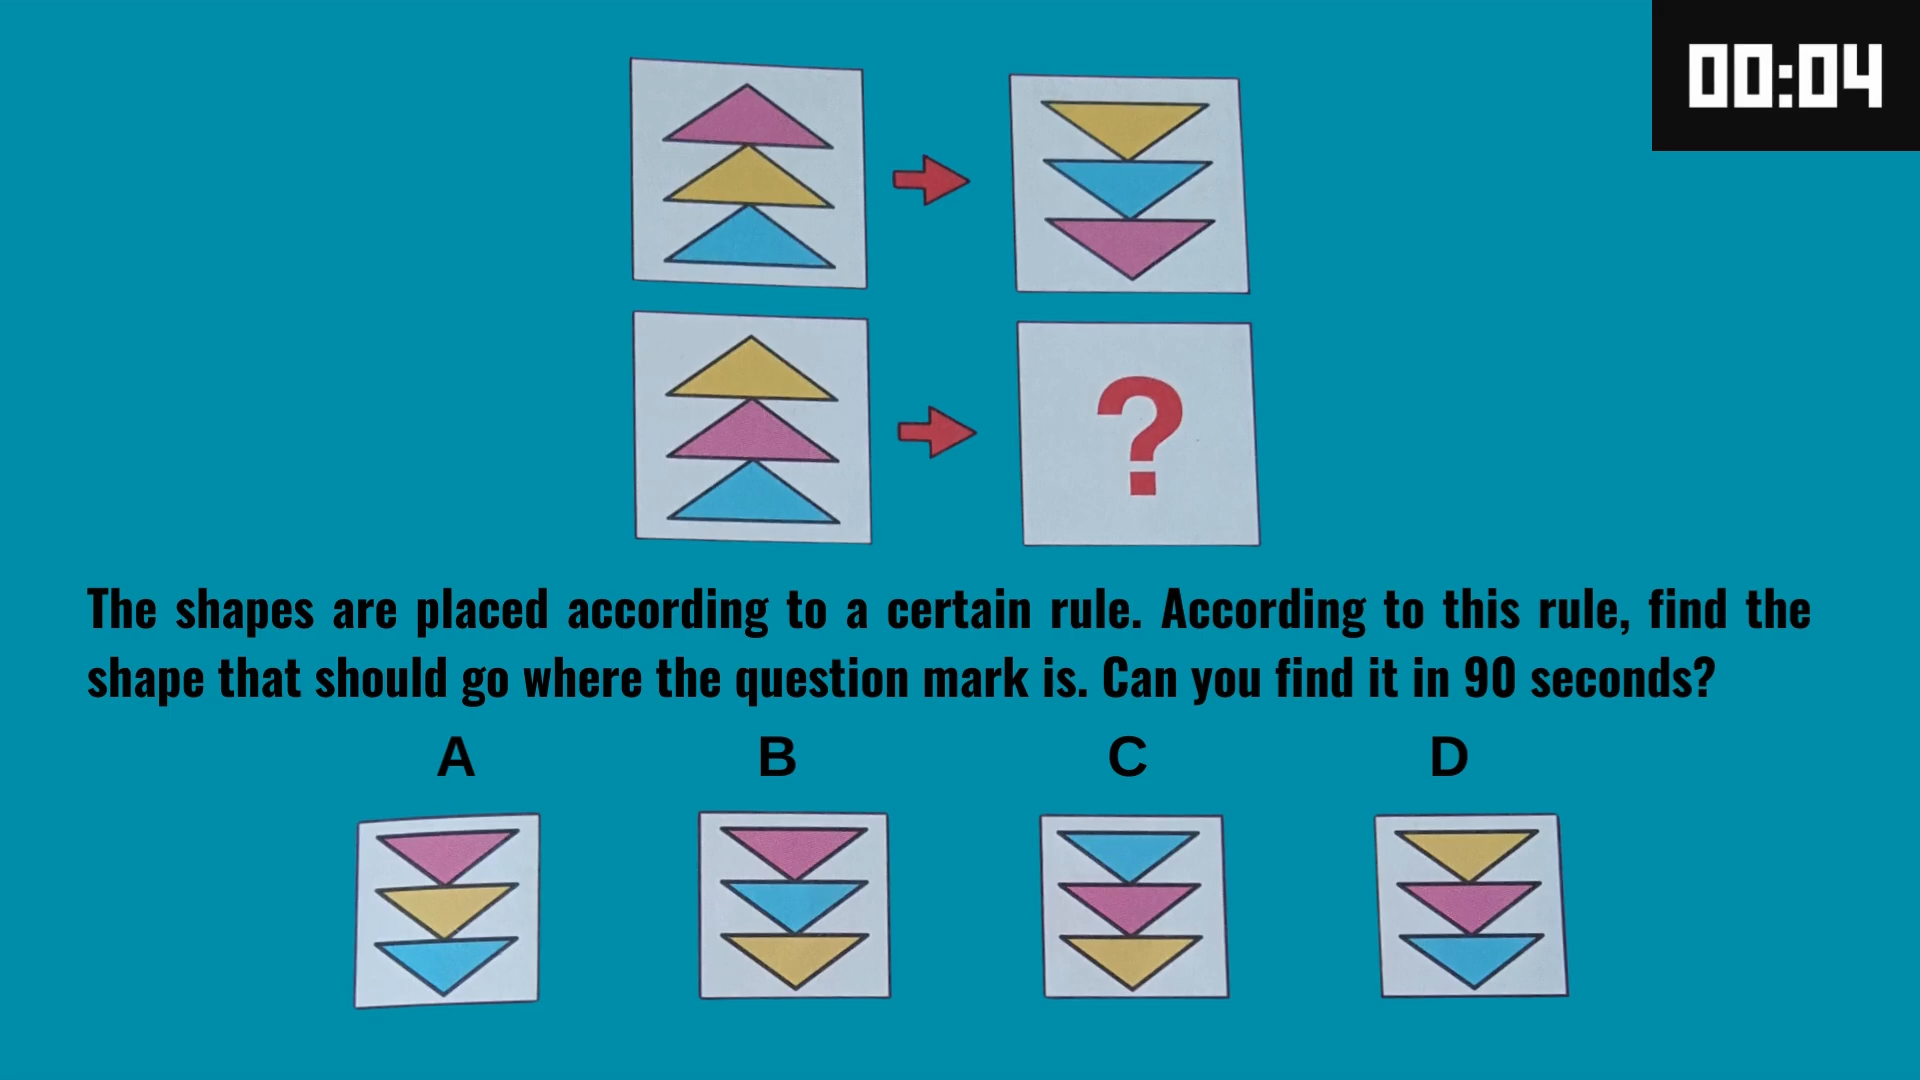 00:04
?
The shapes are placed according to a certain rule. According to this rule, find the
shape that should go where the question mark is. Can you find it in 90 seconds?
A B C D